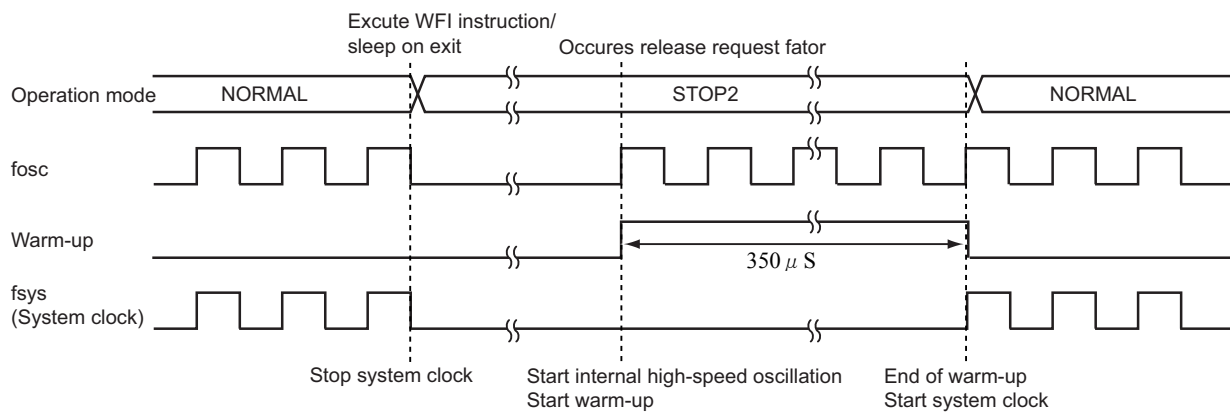 Excute WFI instruction/
sleep on exit
Occures release request fator
Operation mode
NORMAL
STOP2
NORMAL
fosc
Warm-up
350 μ S
fsys
(System clock)
Stop system clock
Start internal high-speed oscillation
Start warm-up
End of warm-up
Start system clock